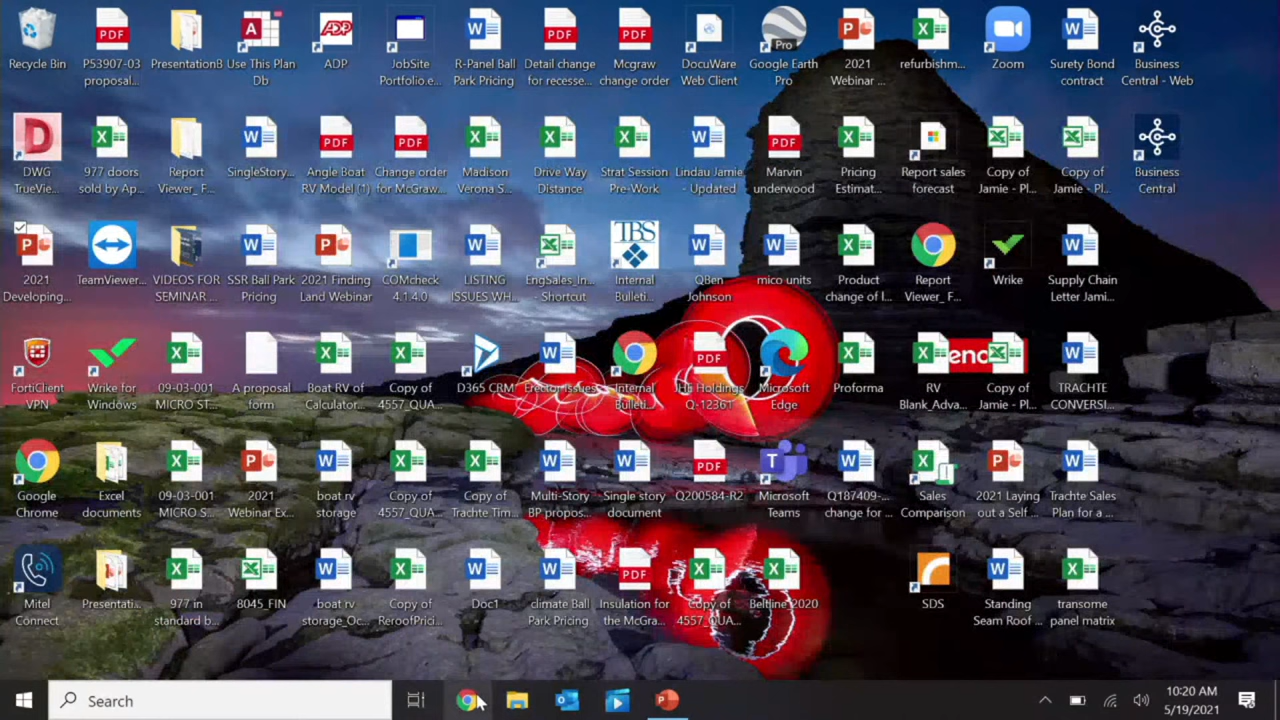 Recycle Bin
P53907-03
proposal...
PresentationB
Use This Plan
Db
ADP
JobSite
Portfolio e...
R-Panel Ball
Park Pricing
Detail change
for recesse...
Mcgraw
change order
DocuWare
Web Client
Google Earth
Pro
2021
Webinar ...
refurbishm...
Zoom
Surety Bond
contract
Business
Central - Web
DWG
TrueVie...
977 doors
sold by Ap...
Report
Viewer_ F...
SingleStory...
Angle Boat
RV Model (1)
Change order
for McGraw...
Madison
Verona S...
Drive Way
Distance
Strat Session
Pre-Work
Lindau Jamie.
- Updated
Marvin
underwood
Pricing
Estimat...
Report sales
forecast
Copy of
Jamie - Pl...
Copy of
Jamie - Pl...
Business
Central
2021
Developing...
TeamViewer...
VIDEOS FOR
SEMINAR ...
SSR Ball Park
Pricing
2021 Finding
Land Webinar
COMcheck
4.1.4.0
LISTING
ISSUES WH...
EngSales_In...
- Shortcut
TBS
Internal
Bulleti...
QBen
Johnson
mico units
Product
change of I...
Report
Viewer_ F...
Wrike
Supply Chain
Letter Jami...
FortiClient
VPN
Wrike for
Windows
09-03-001
MICRO ST...
A proposal
form
Boat RV of
Calculator...
Copy of
4557_QUA...
D365 CRM
Erector issues
Internal
Bulleti...
JHF Holdings
Q-12361
Microsoft
Edge
Proforma
RV
Blank_Adva...
Copy of
Jamie - Pl...
TRACHTE
CONVERSI...
Google
Chrome
Excel
documents
09-03-001
MICRO S...
2021
Webinar Ex...
boat rv
storage
Copy of
4557_QUA...
Copy of
Trachte Tim...
Multi-Story
BP propos...
Single story
document
Q200584-R2
Microsoft
Teams
Q187409-...
change for ...
Sales
Comparison
2021 Laying
out a Self ...
Trachte Sales
Plan for a ...
Mitel
Connect
Presentati...
977 in
standard b...
8045_FIN
boat rv
storage_Oc...
Copy of
ReroofPrici...
Doc1
climate Ball
Park Pricing
Insulation for
the McGra...
Copy of
4557_QUA...
Beltline 2020
SDS
Standing
Seam Roof ...
transome
panel matrix
Search
10:20 AM
5/19/2021